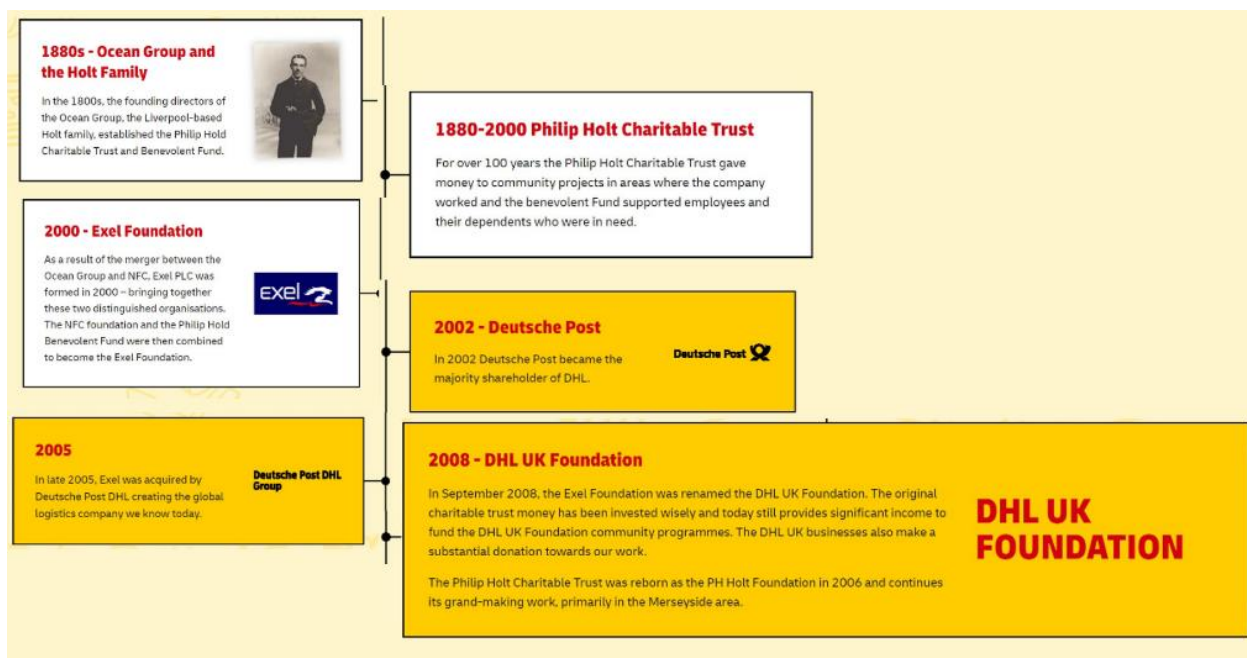 1880s - Ocean Group and
the Holt Family
In the 1800s, the founding directors of
the Ocean Group, the Liverpool-based
Holt family, established the Philip Hold
Charitable Trust and Benevolent Fund.
1880-2000 Philip Holt Charitable Trust
For over 100 years the Philip Holt Charitable Trust gave
money to community projects in areas where the company
worked and the benevolent Fund supported employees and
their dependents who were in need.
2000 - Exel Foundation
As a result of the merger between the
Ocean Group and NFC, Exel PLC was
formed in 2000 – bringing together
these two distinguished organisations.
The NFC foundation and the Philip Hold
Benevolent Fund were then combined
to become the Exel Foundation.
exel
2002 - Deutsche Post
In 2002 Deutsche Post became the
majority shareholder of DHL.
Deutsche Post
2005
In late 2005, Exel was acquired by
Deutsche Post DHL creating the global
logistics company we know today.
Deutsche Post DHL
Group
2008 - DHL UK Foundation
In September 2008, the Exel Foundation was renamed the DHL UK Foundation. The original
charitable trust money has been invested wisely and today still provides significant income to
fund the DHL UK Foundation community programmes. The DHL UK businesses also make a
substantial donation towards our work.
The Philip Holt Charitable Trust was reborn as the PH Holt Foundation in 2006 and continues
its grand-making work, primarily in the Merseyside area.
DHL UK
FOUNDATION